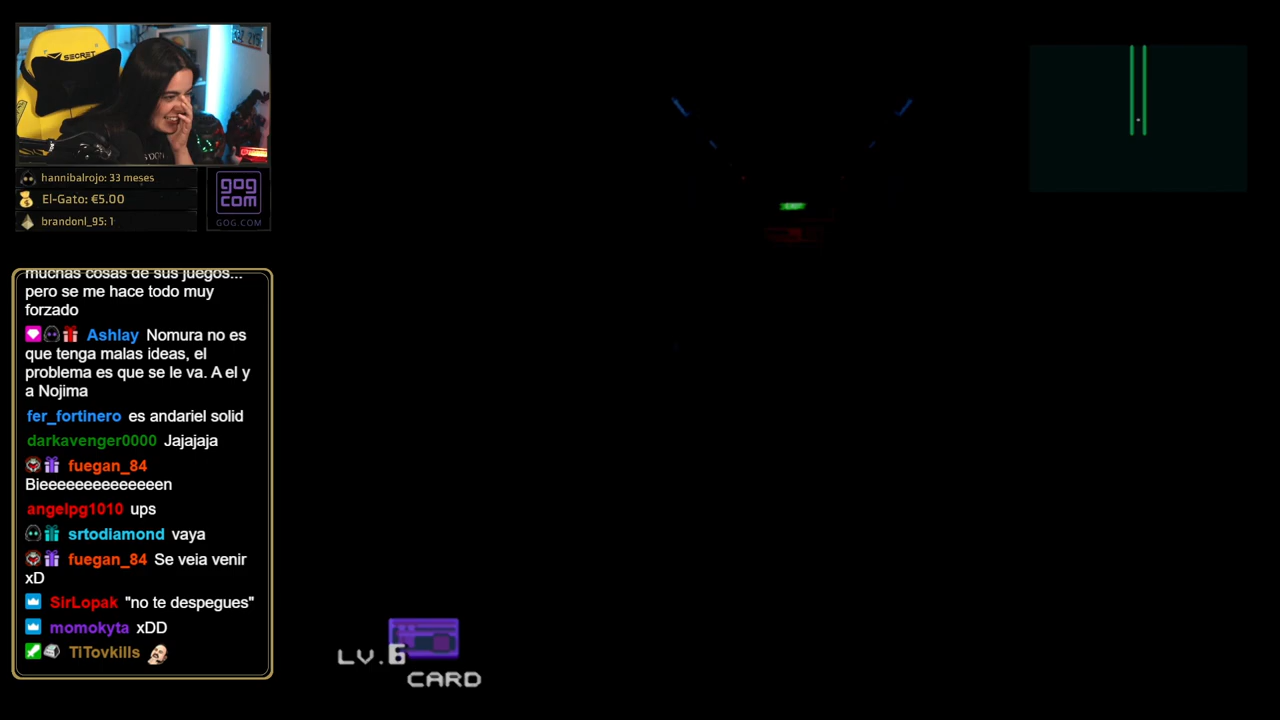 SECRET
hannibalrojo: 33 meses
El-Gato: €5.00
brandonl_95: 1
gog
com
GOG.COM
muchas cosas de sus juegos...
pero se me hace todo muy
forzado
Ashlay Nomura no es
que tenga malas ideas, el
problema es que se le va. A el y
a Nojima
fer_fortinero es andariel solid
darkavenger0000 Jajajaja
fuegan_84
Bieeeeeeeeeeeeen
angelpg1010 ups
srtodiamond vaya
fuegan_84 Se veia venir
xD
SirLopak "no te despegues"
momokyta xDD
TiTovkills
LV.6
CARD